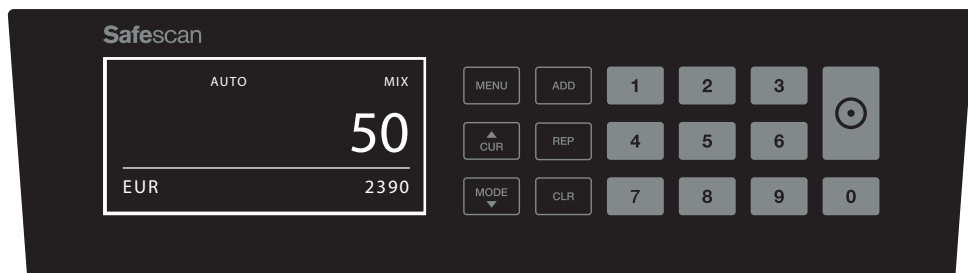 Safescan
AUTO MIX
50
EUR 2390
MENU ADD 1 2 3
CUR REP 4 5 6
MODE CLR 7 8 9 0